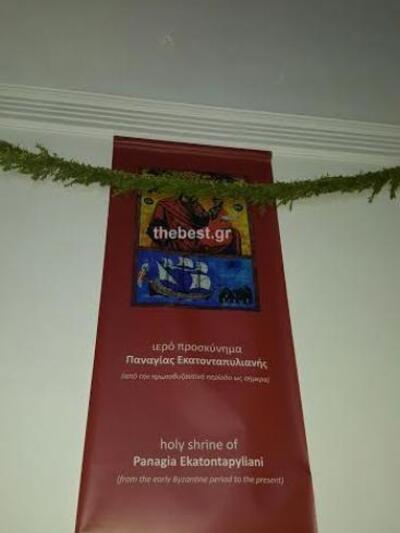 thebest.gr
ιερό προσκύνημα
Παναγίας Εκατονταπυλιανής
(από την πρωτοβυζαντινή περίοδο ως σήμερα)
holy shrine of
Panagia Ekatontapyliani
(from the early Byzantine period to the present)